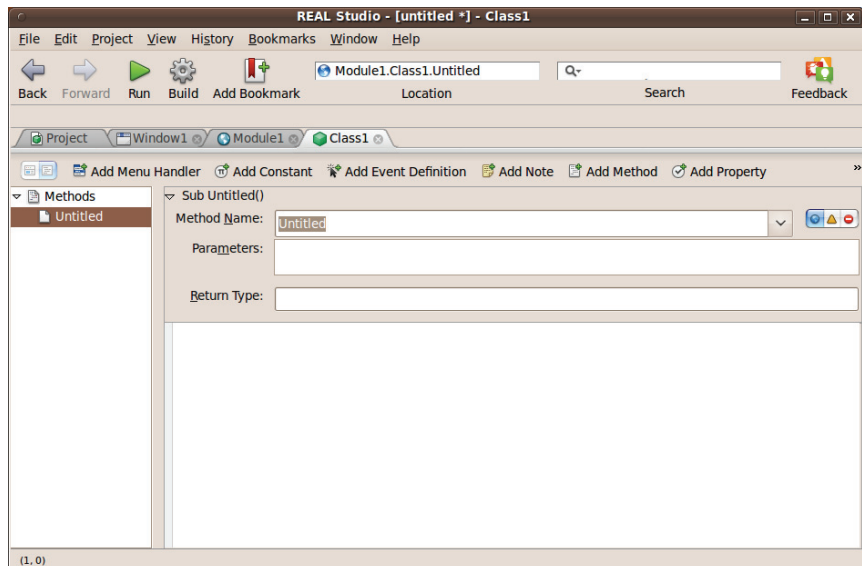 REAL Studio - [untitled *] - Class1
File Edit Project View History Bookmarks Window Help
Module1.Class1.Untitled
Back Forward Run Build Add Bookmark Location Search Feedback
Project Window1 Module1 Class1
Add Menu Handler Add Constant Add Event Definition Add Note Add Method Add Property »
Methods Sub Untitled()
Untitled Method Name: Untitled
Parameters:
Return Type:
(1, 0)